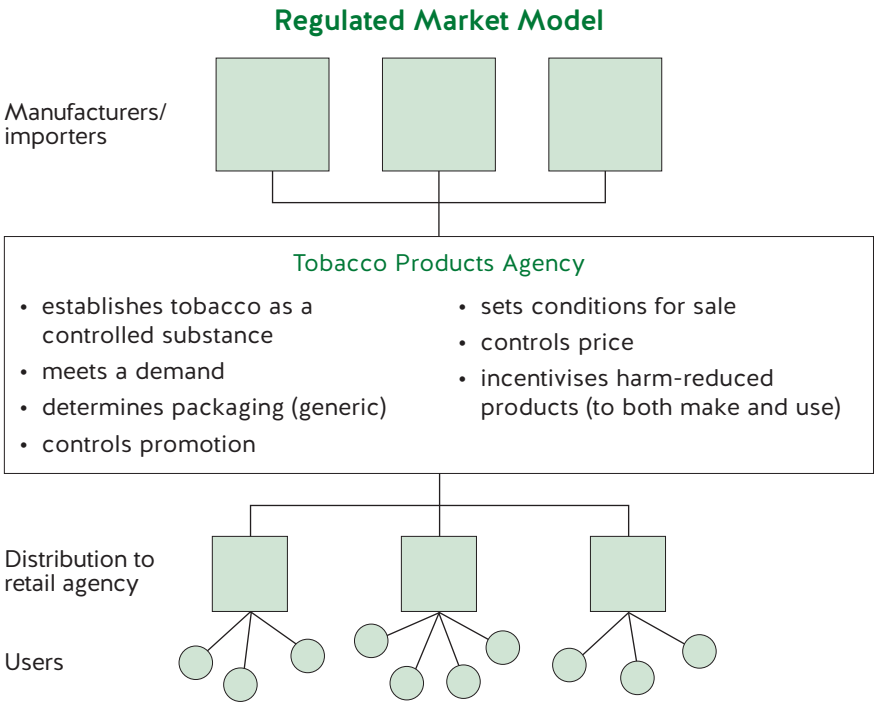 Regulated Market Model
Manufacturers/
importers
Tobacco Products Agency
• establishes tobacco as a
controlled substance
• meets a demand
• determines packaging (generic)
• controls promotion
• sets conditions for sale
• controls price
• incentivises harm-reduced
products (to both make and use)
Distribution to
retail agency
Users